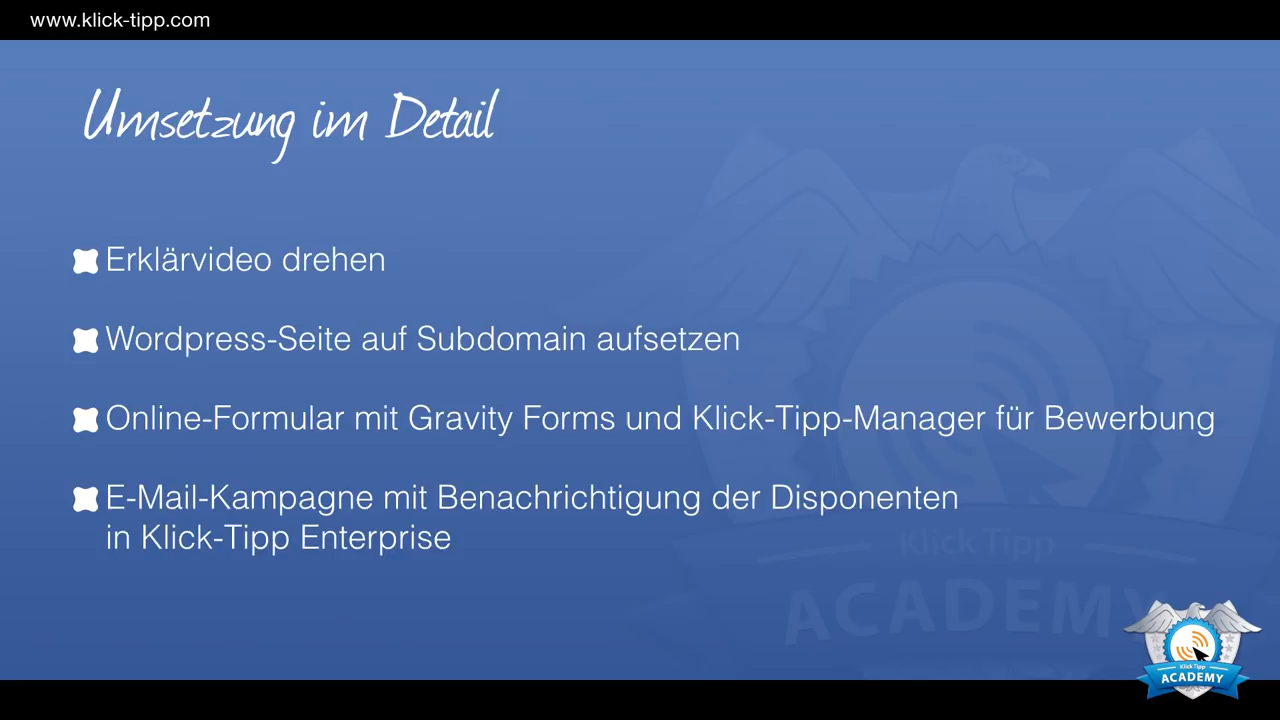 www.klick-tipp.com
Umsetzung im Detail
Erklärvideo drehen
Wordpress-Seite auf Subdomain aufsetzen
Online-Formular mit Gravity Forms und Klick-Tipp-Manager für Bewerbung
E-Mail-Kampagne mit Benachrichtigung der Disponenten
in Klick-Tipp Enterprise
Klick Tipp
ACADEMY
Klick Tipp
ACADEMY